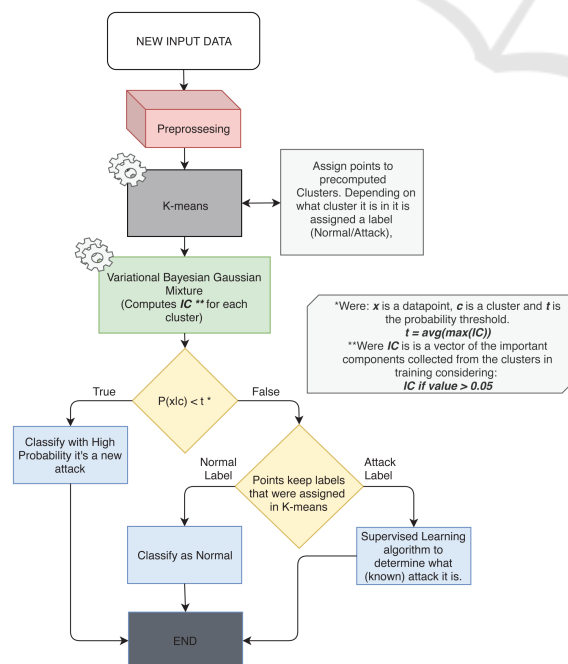 NEW INPUT DATA
Preprossesing
K-means
Assign points to
precomputed
Clusters. Depending on
what cluster it is in it is
assigned a label
(Normal/Attack),
Variational Bayesian Gaussian
Mixture
(Computes IC ** for each
cluster)
*Were: x is a datapoint, c is a cluster and t is
the probability threshold.
t = avg(max(IC))
**Were IC is is a vector of the important
components collected from the clusters in
training considering:
IC if value > 0.05
P(x|c) < t *
True
False
Classify with High
Probability it's a new
attack
Points keep labels
that were assigned
in K-means
Normal
Label
Attack
Label
Classify as Normal
Supervised Learning
algorithm to
determine what
(known) attack it is.
END